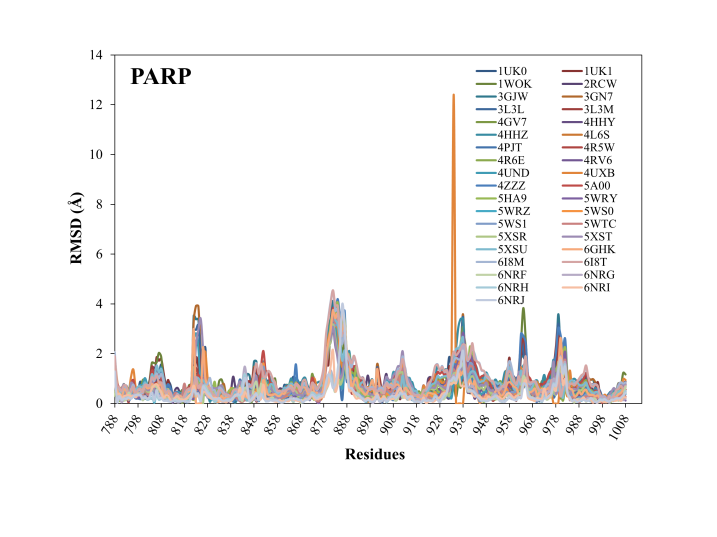 14
PARP
12
10
8
6
4
2
0
RMSD (Å)
1UK0 1UK1
1WOK 2RCW
3GJW 3GN7
3L3L 3L3M
4GV7 4HHY
4HHZ 4L6S
4PJT 4R5W
4R6E 4RV6
4UND 4UXB
4ZZZ 5A00
5HA9 5WRY
5WRZ 5WS0
5WS1 5WTC
5XSR 5XST
5XSU 6GHK
6I8M 6I8T
6NRF 6NRG
6NRH 6NRI
6NRJ
788 798 808 818 828 838 848 858 868 878 888 898 908 918 928 938 948 958 968 978 988 998 1008
Residues